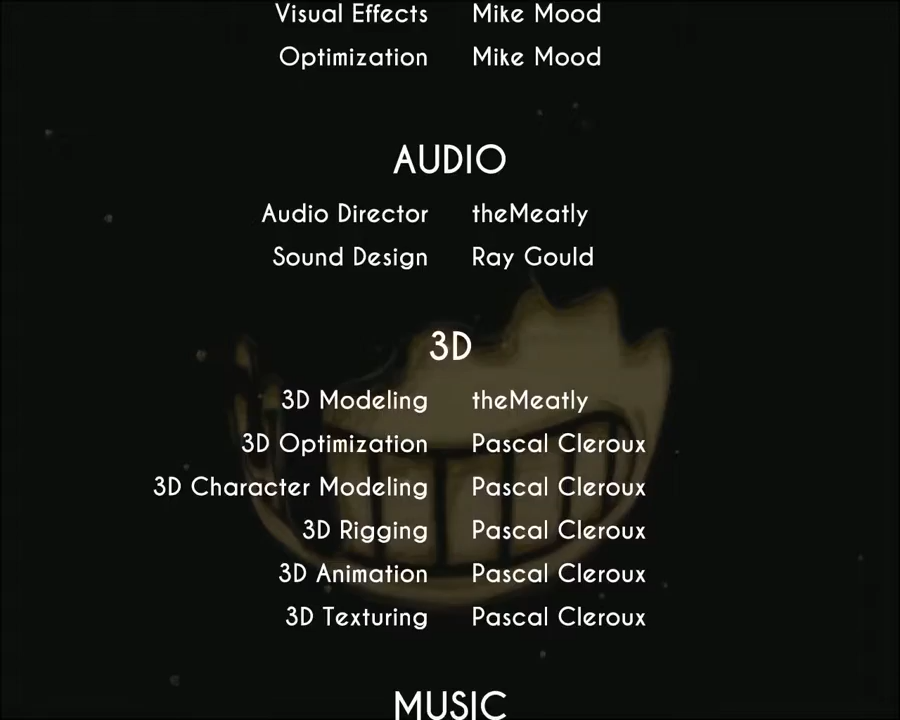 Visual Effects Mike Mood
Optimization Mike Mood
AUDIO
Audio Director theMeatly
Sound Design Ray Gould
3D
3D Modeling theMeatly
3D Optimization Pascal Cleroux
3D Character Modeling Pascal Cleroux
3D Rigging Pascal Cleroux
3D Animation Pascal Cleroux
3D Texturing Pascal Cleroux
MUSIC